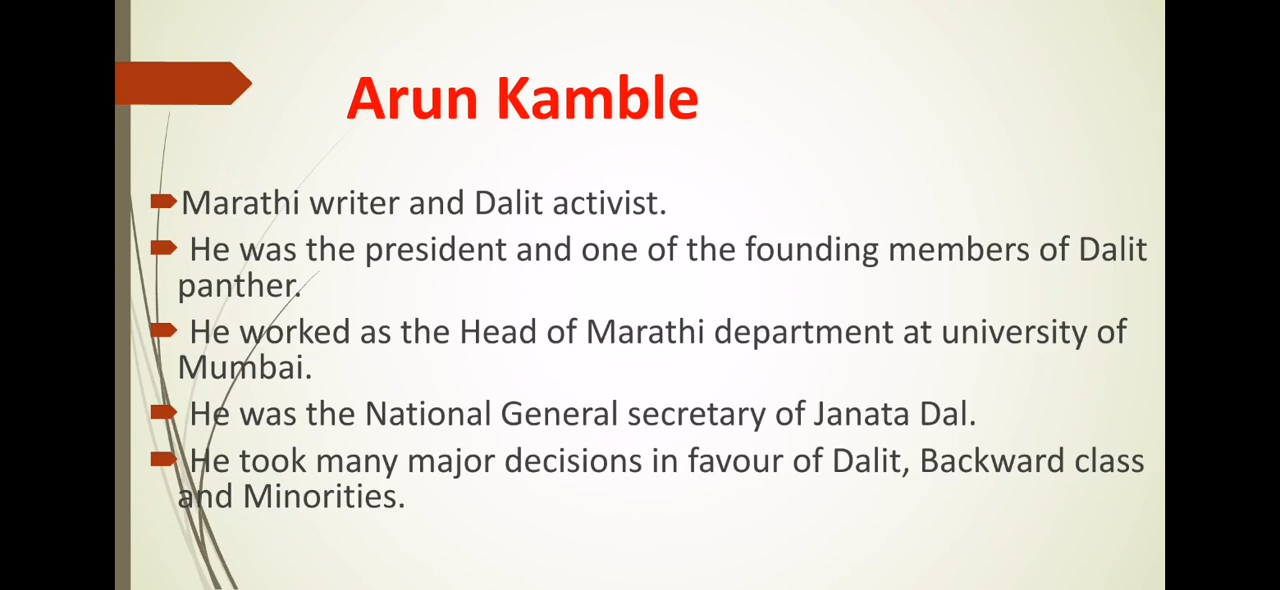 Arun Kamble
Marathi writer and Dalit activist.
He was the president and one of the founding members of Dalit
panther.
He worked as the Head of Marathi department at university of
Mumbai.
He was the National General secretary of Janata Dal.
He took many major decisions in favour of Dalit, Backward class
and Minorities.